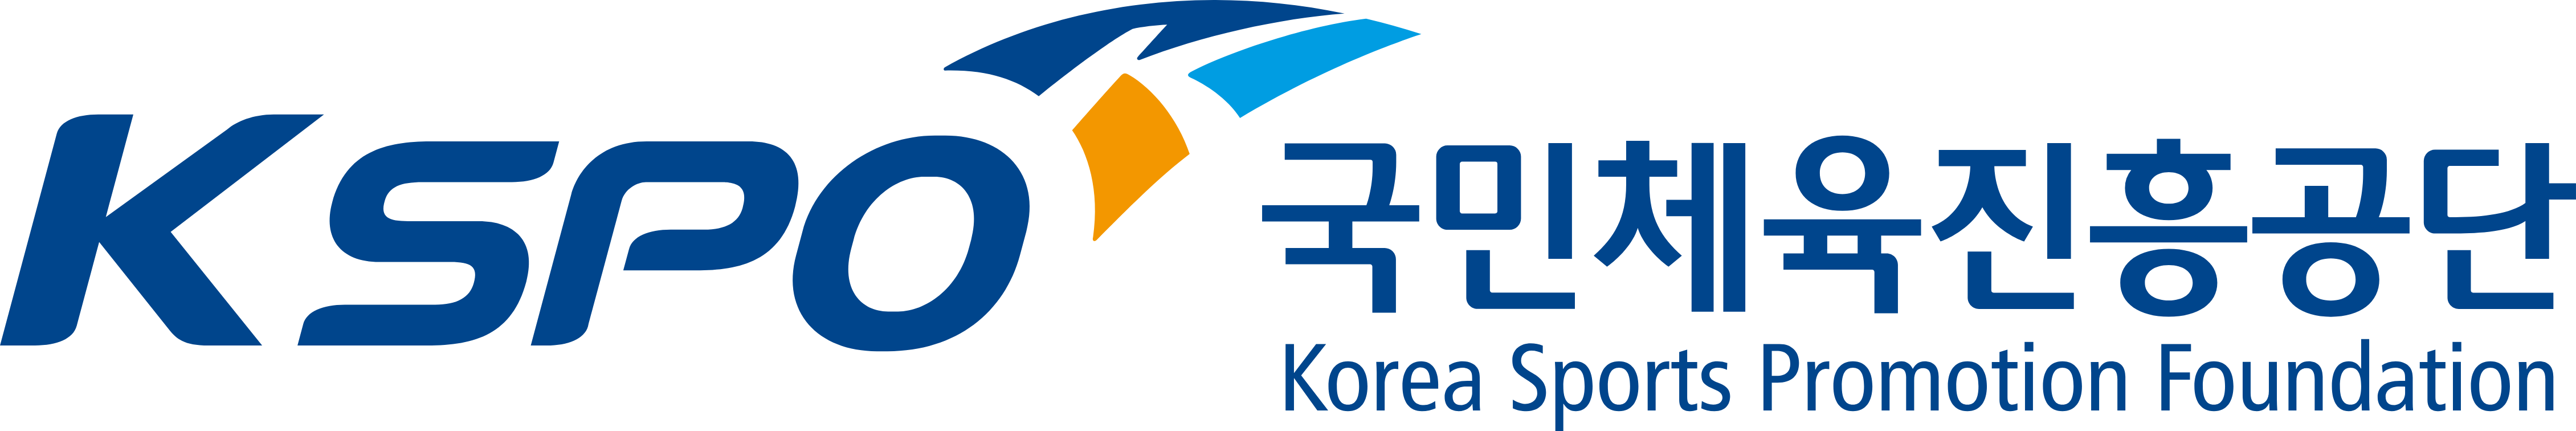 KSPO
국민체육진흥공단
Korea Sports Promotion Foundation